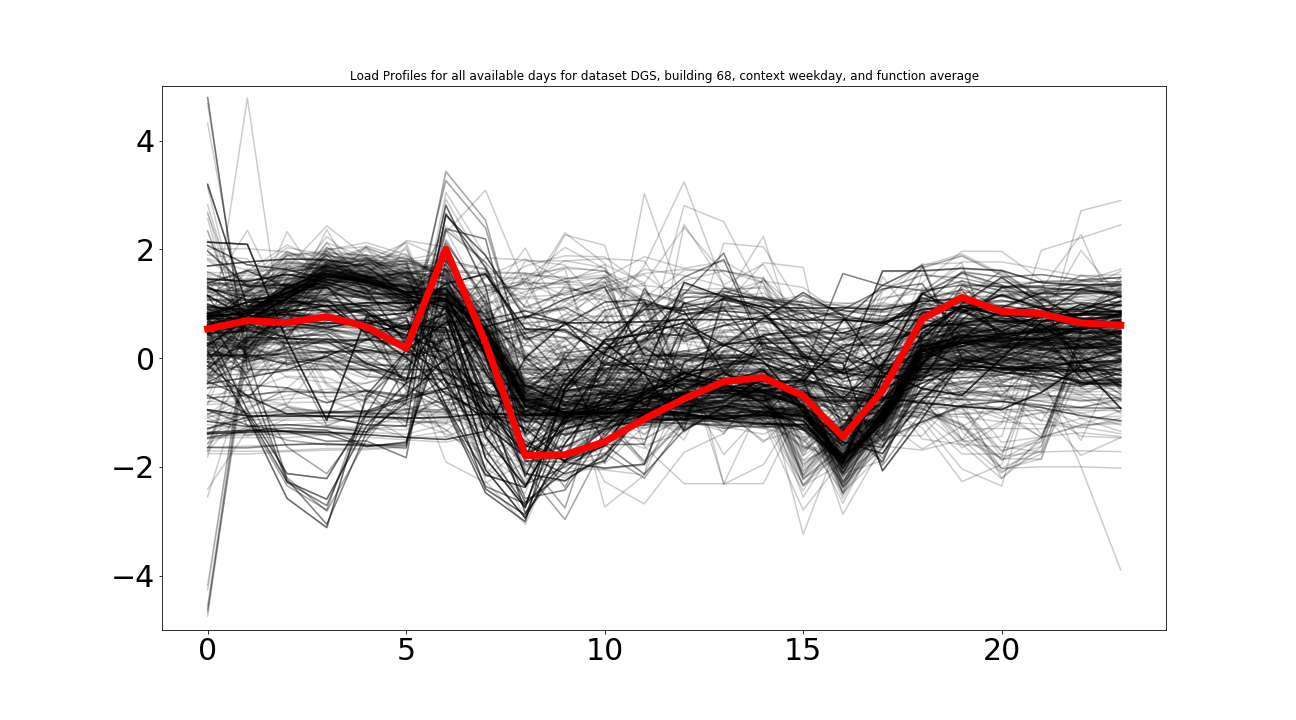 Load Profiles for all available days for dataset DGS, building 68, context weekday, and function average
4
2
0
−2
−4
0 5 10 15 20